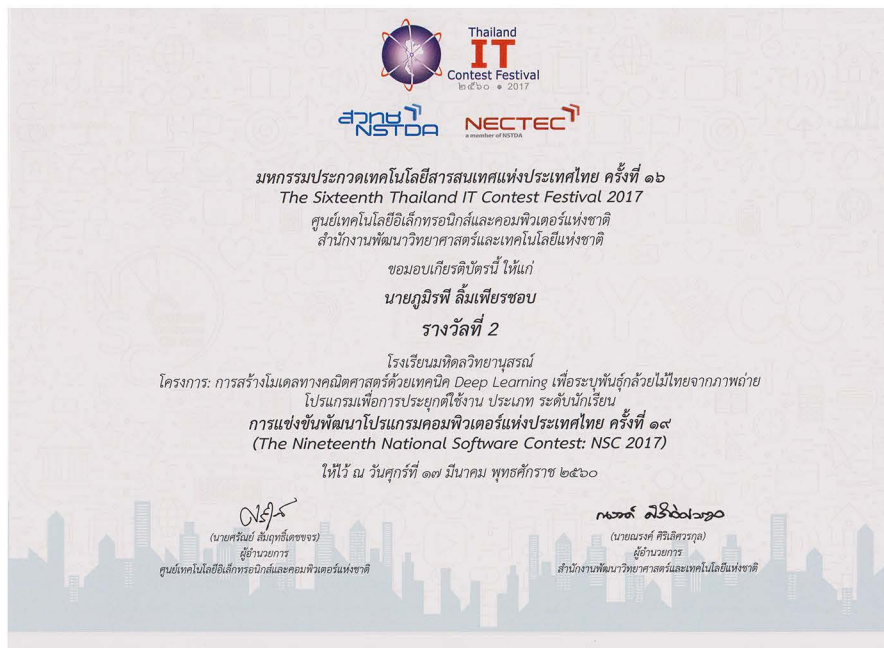 Thailand
IT
Contest Festival
๒๕๖๐ • 2017
สวทช
NSTDA
NECTEC
a member of NSTDA
มหกรรมประกวดเทคโนโลยีสารสนเทศแห่งประเทศไทย ครั้งที่ ๑๖
The Sixteenth Thailand IT Contest Festival 2017
ศูนย์เทคโนโลยีอิเล็กทรอนิกส์และคอมพิวเตอร์แห่งชาติ
สำนักงานพัฒนาวิทยาศาสตร์และเทคโนโลยีแห่งชาติ
ขอมอบเกียรติบัตรนี้ ให้แก่
นายภูมิรพี ลิ้มเพียรชอบ
รางวัลที่ 2
โรงเรียนมหิดลวิทยานุสรณ์
โครงการ: การสร้างโมเดลทางคณิตศาสตร์ด้วยเทคนิค Deep Learning เพื่อระบุพันธุ์กล้วยไม้ไทยจากภาพถ่าย
โปรแกรมเพื่อการประยุกต์ใช้งาน ประเภท ระดับนักเรียน
การแข่งขันพัฒนาโปรแกรมคอมพิวเตอร์แห่งประเทศไทย ครั้งที่ ๑๙
(The Nineteenth National Software Contest: NSC 2017)
ให้ไว้ ณ วันศุกร์ที่ ๑๗ มีนาคม พุทธศักราช ๒๕๖๐
(นายศรัณย์ สัมฤทธิ์เดชขจร)
ผู้อำนวยการ
ศูนย์เทคโนโลยีอิเล็กทรอนิกส์และคอมพิวเตอร์แห่งชาติ
(นายณรงค์ ศิริเลิศวรกุล)
ผู้อำนวยการ
สำนักงานพัฒนาวิทยาศาสตร์และเทคโนโลยีแห่งชาติ